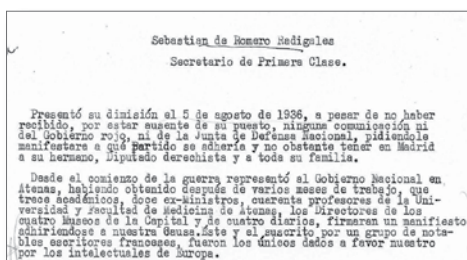 Sebastian de Romero Radigales
Secretario de Primera Clase.
Presentó su dimisión el 5 de agosto de 1936, a pesar de no haber
recibido, por estar ausente de su puesto, ninguna comunicación ni
del Gobierno rojo, ni de la Junta de Defensa Nacional, pidiendole
manifestara a qué partido se adhería y no obstante tener en Madrid
a su hermano, Diputado derechista y a toda su familia.
Desde el comienzo de la guerra representó al Gobierno Nacional en
Atenas, habiendo obtenido después de varios meses de trabajo, que
trece académicos, doce ex-Ministros, cuarenta profesores de la Uni-
versidad y Facultad de Medicina de Atenas, los Directores de los
cuatro Museos de la Capital y de cuatro diarios, firmaran un manifiesto
adhiriendose a nuestra Causa. Este y el suscrito por un grupo de nota-
bles escritores franceses, fueron los únicos dados a favor nuestro
por los intelectuales de Europa.